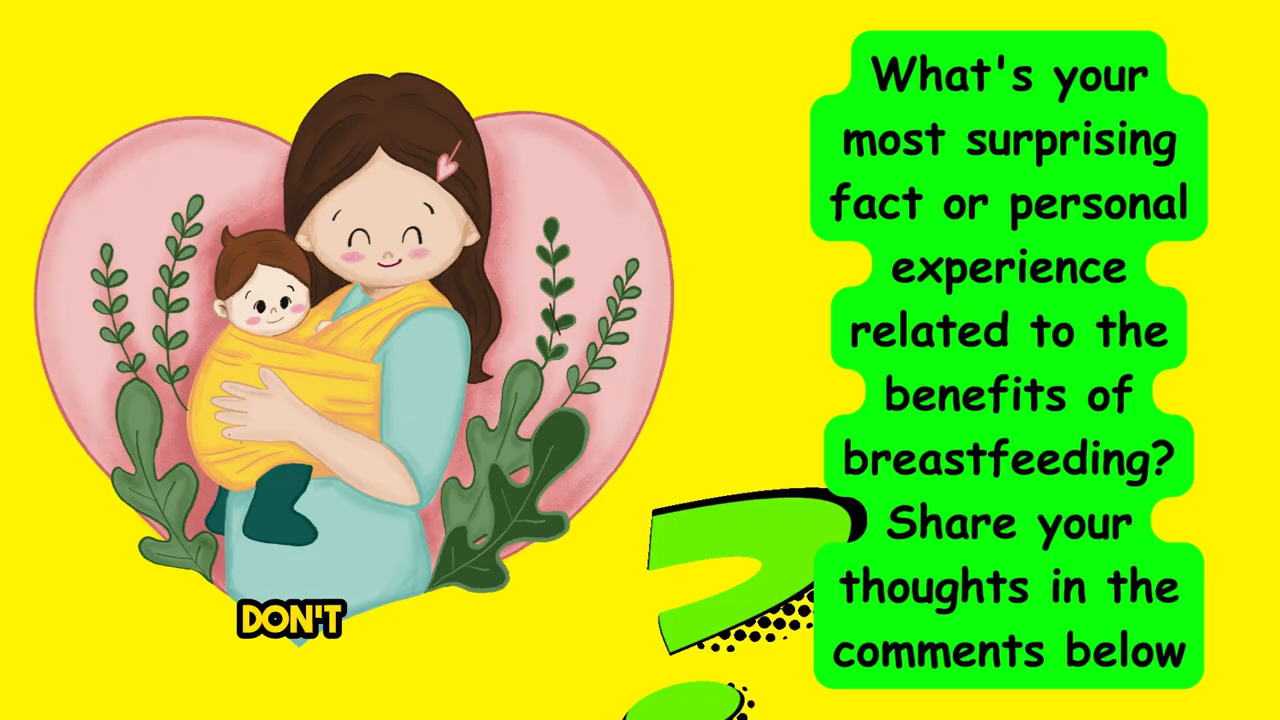 What's your
most surprising
fact or personal
experience
related to the
benefits of
breastfeeding?
Share your
thoughts in the
comments below
DON'T